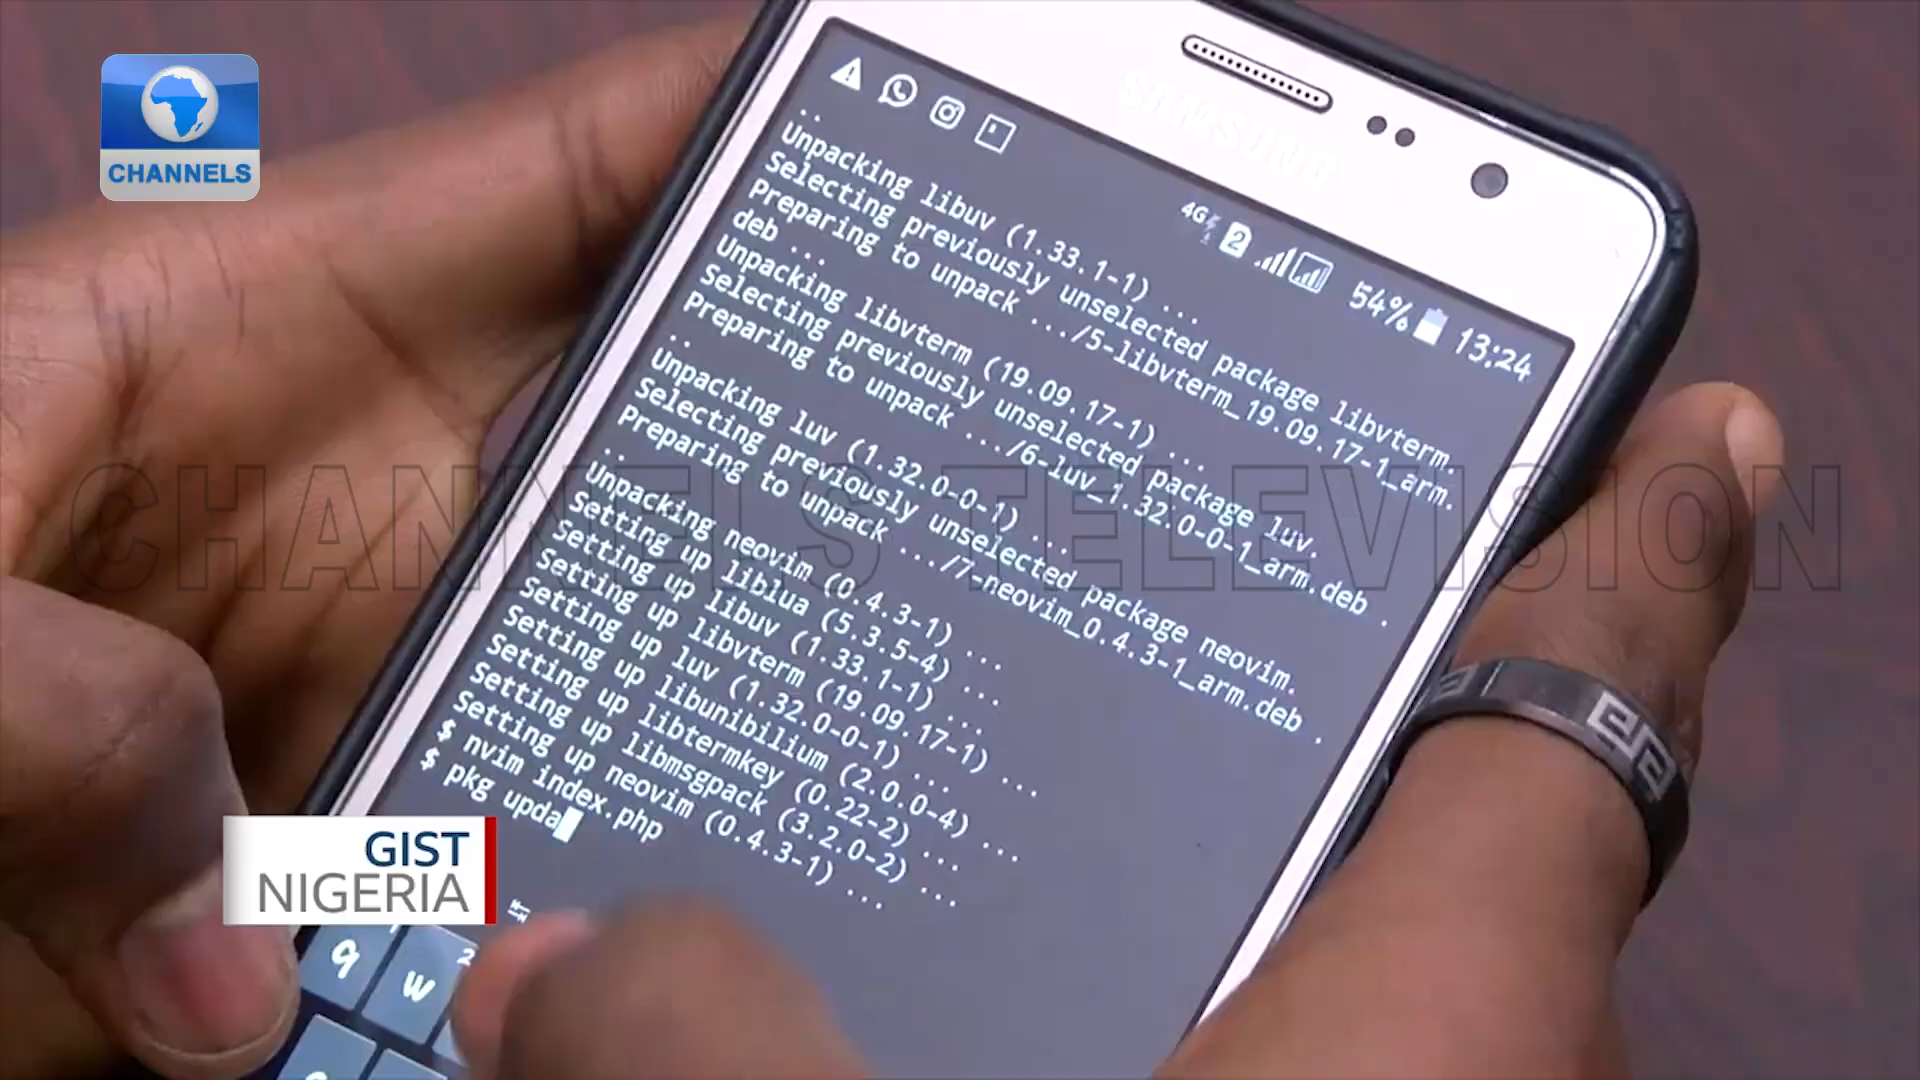 CHANNELS
SAMSUNG
4G 2 54% 13:24
..
Unpacking libuv (1.33.1-1) ...
Selecting previously unselected package libvterm.
Preparing to unpack .../5-libvterm_19.09.17-1_arm.
deb ...
Unpacking libvterm (19.09.17-1) ...
Selecting previously unselected package luv.
Preparing to unpack .../6-luv_1.32.0-0-1_arm.deb .
..
Unpacking luv (1.32.0-0-1) ...
Selecting previously unselected package neovim.
Preparing to unpack .../7-neovim_0.4.3-1_arm.deb .
..
Unpacking neovim (0.4.3-1) ...
Setting up liblua (5.3.5-4) ...
Setting up libuv (1.33.1-1) ...
Setting up libvterm (19.09.17-1) ...
Setting up luv (1.32.0-0-1) ...
Setting up libunibilium (2.0.0-4) ...
Setting up libtermkey (0.22-2) ...
Setting up libmsgpack (3.2.0-2) ...
Setting up neovim (0.4.3-1) ...
$ nvim index.php
$ pkg upda
CHANNELS TELEVISION
GIST
NIGERIA
2
q w